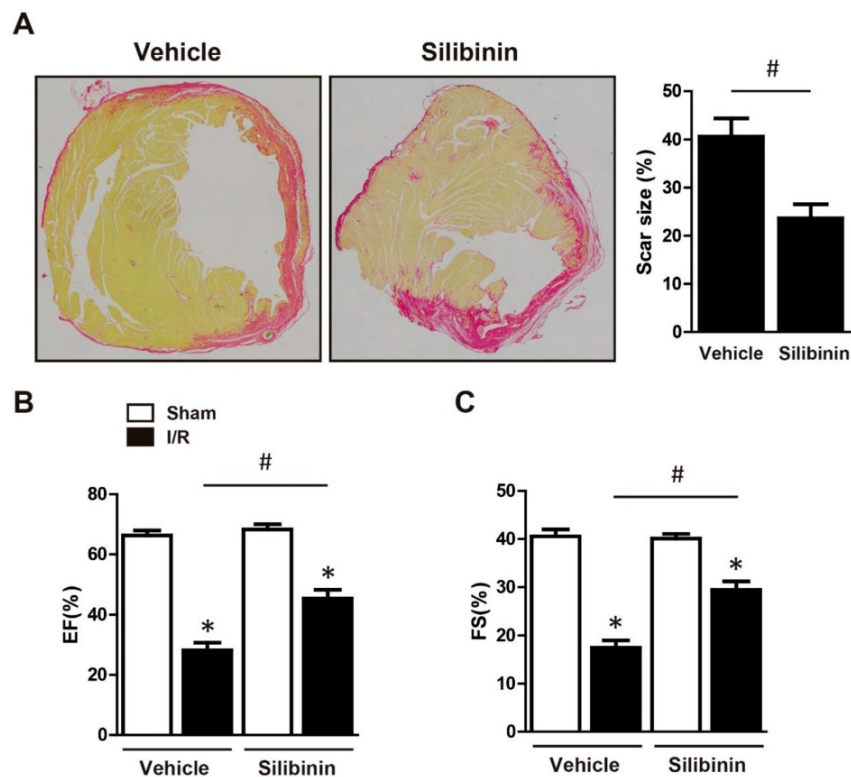 A
Vehicle
Silibinin
#
50
40
30
20
10
0
Scar size (%)
Vehicle
Silibinin
B
Sham
I/R
#
80
60
40
20
0
EF(%)
*
*
Vehicle
Silibinin
C
#
50
40
30
20
10
0
FS(%)
*
*
Vehicle
Silibinin